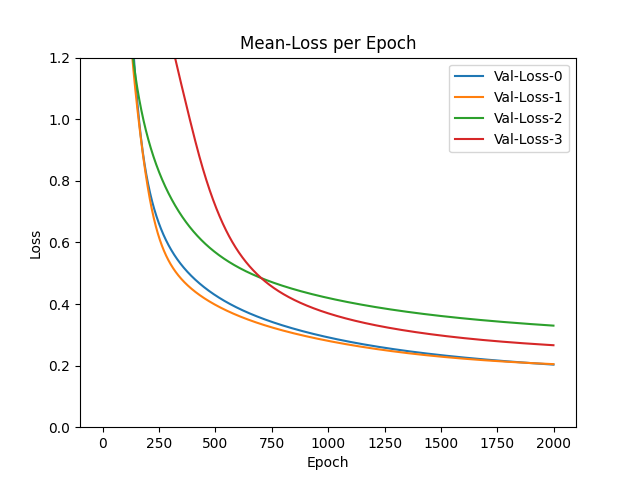 Mean-Loss per Epoch
1.2
1.0
0.8
0.6
0.4
0.2
0.0
Loss
Val-Loss-0
Val-Loss-1
Val-Loss-2
Val-Loss-3
0 250 500 750 1000 1250 1500 1750 2000
Epoch